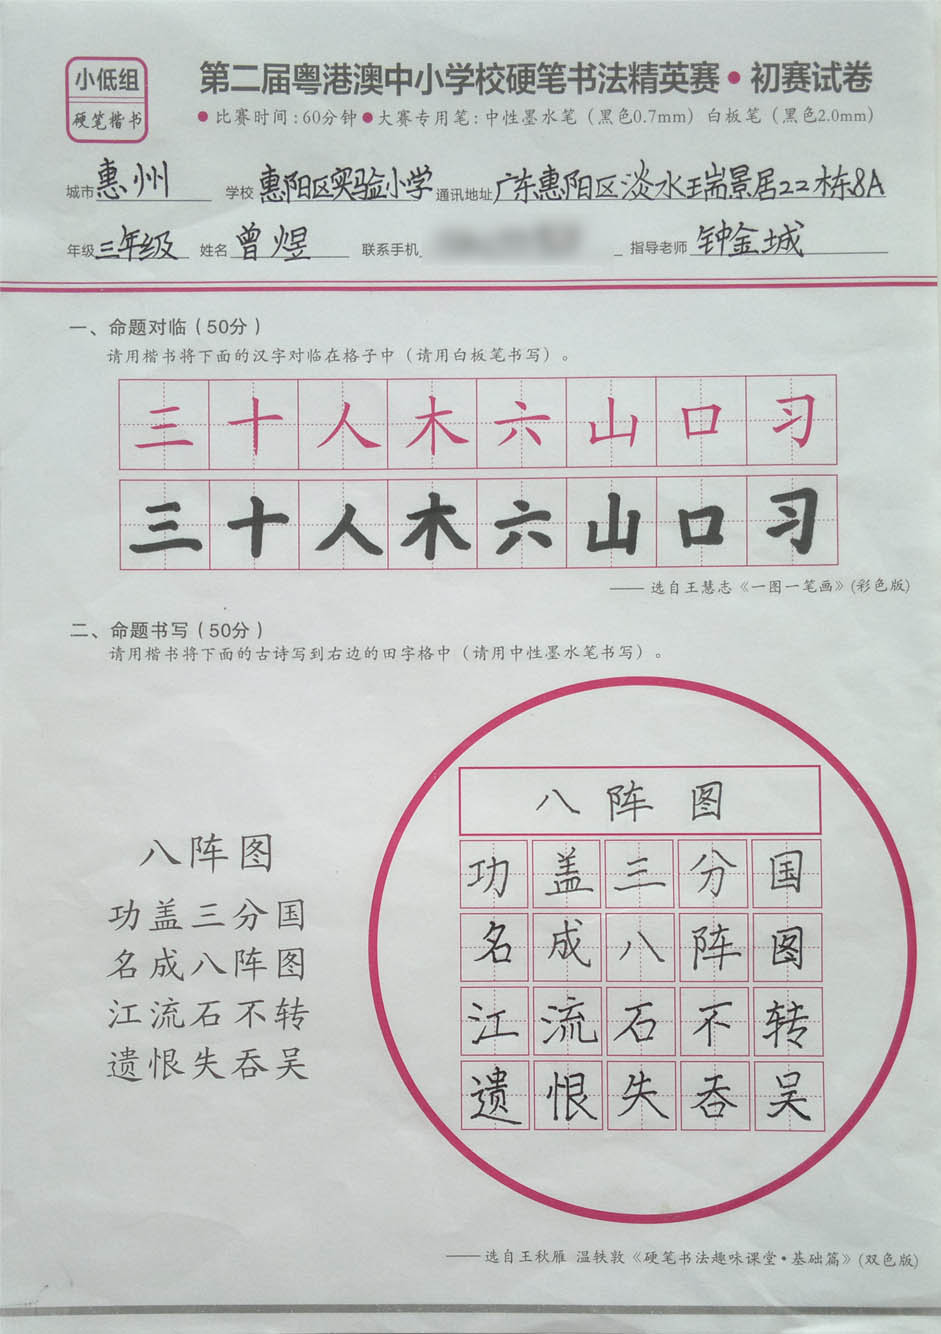 小低组
硬笔楷书
第二届粤港澳中小学校硬笔书法精英赛•初赛试卷
●比赛时间:60分钟●大赛专用笔:中性墨水笔(黑色0.7mm) 白板笔(黑色2.0mm)
城市 惠州 学校 惠阳区实验小学 通讯地址 广东惠阳区淡水瑞景居22栋8A
年级 三年级 姓名 曾煜 联系手机 指导老师 钟金城
一、命题对临(50分)
请用楷书将下面的汉字对临在格子中(请用白板笔书写)。
三十人木六山口习
三十人木六山口习
—— 选自王慧志《一图一笔画》(彩色版)
二、命题书写(50分)
请用楷书将下面的古诗写到右边的田字格中(请用中性墨水笔书写)。
八阵图
功盖三分国
名成八阵图
江流石不转
遗恨失吞吴
八阵图
功盖三分国
名成八阵图
江流石不转
遗恨失吞吴
—— 选自王秋雁 温轶敦《硬笔书法趣味课堂•基础篇》(双色版)